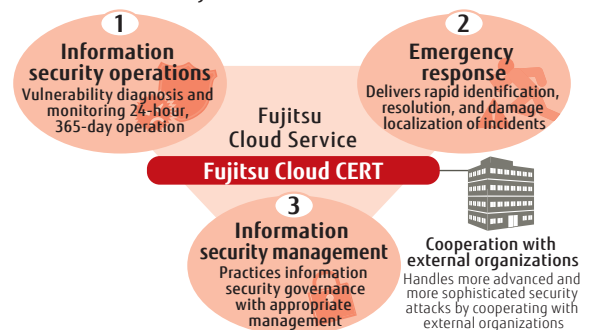 1
Information
security operations
Vulnerability diagnosis and
monitoring 24-hour,
365-day operation
2
Emergency
response
Delivers rapid identification,
resolution, and damage
localization of incidents
Fujitsu
Cloud Service
Fujitsu Cloud CERT
3
Information
security management
Practices information
security governance
with appropriate
management
Cooperation with
external organizations
Handles more advanced and
more sophisticated security
attacks by cooperating with
external organizations